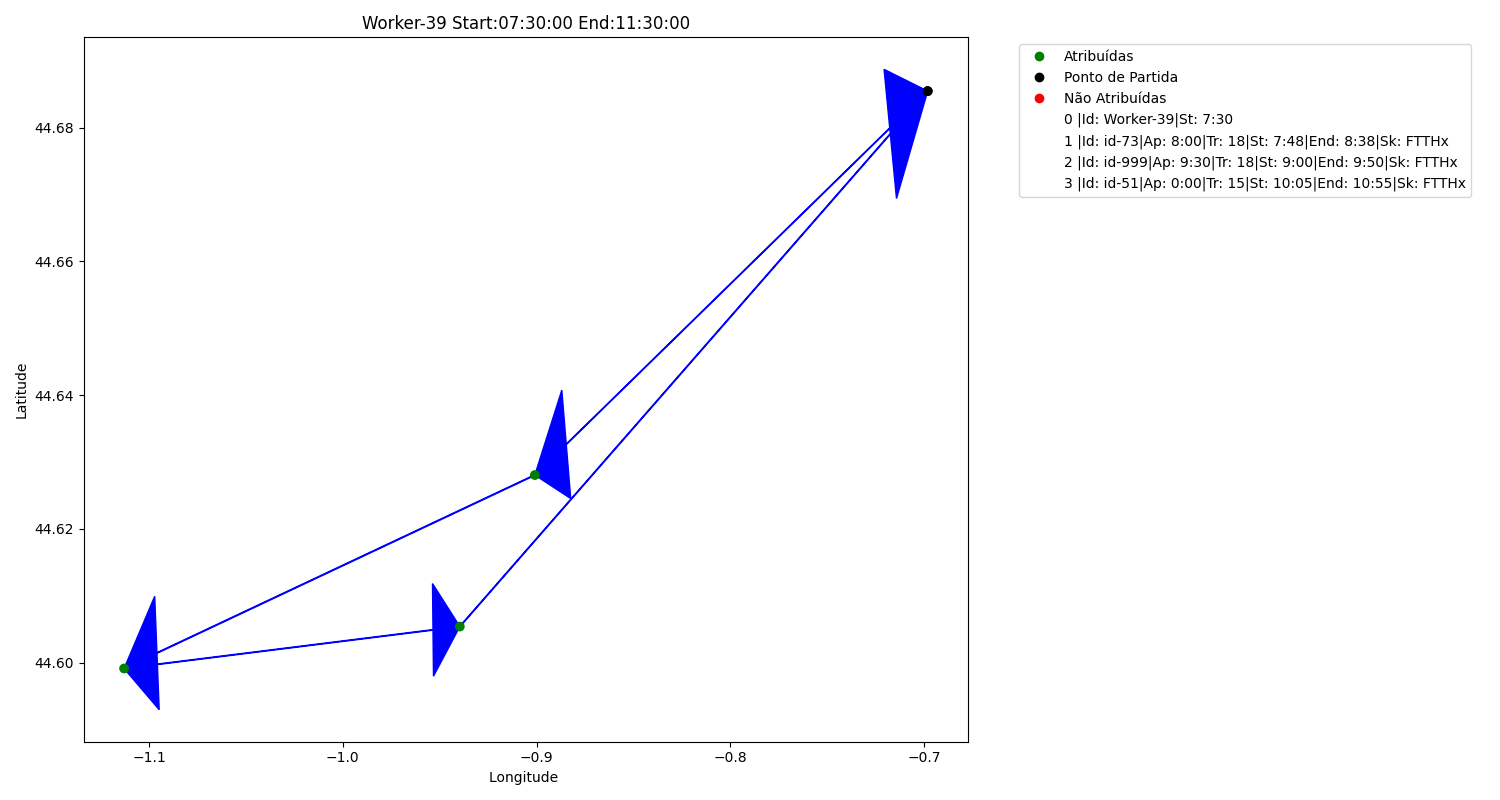 Worker-39 Start:07:30:00 End:11:30:00
Atribuídas
Ponto de Partida
Não Atribuídas
0 |Id: Worker-39|St: 7:30
1 |Id: id-73|Ap: 8:00|Tr: 18|St: 7:48|End: 8:38|Sk: FTTHx
2 |Id: id-999|Ap: 9:30|Tr: 18|St: 9:00|End: 9:50|Sk: FTTHx
3 |Id: id-51|Ap: 0:00|Tr: 15|St: 10:05|End: 10:55|Sk: FTTHx
44.68
44.66
44.64
44.62
44.60
Latitude
−1.1
−1.0
−0.9
−0.8
−0.7
Longitude